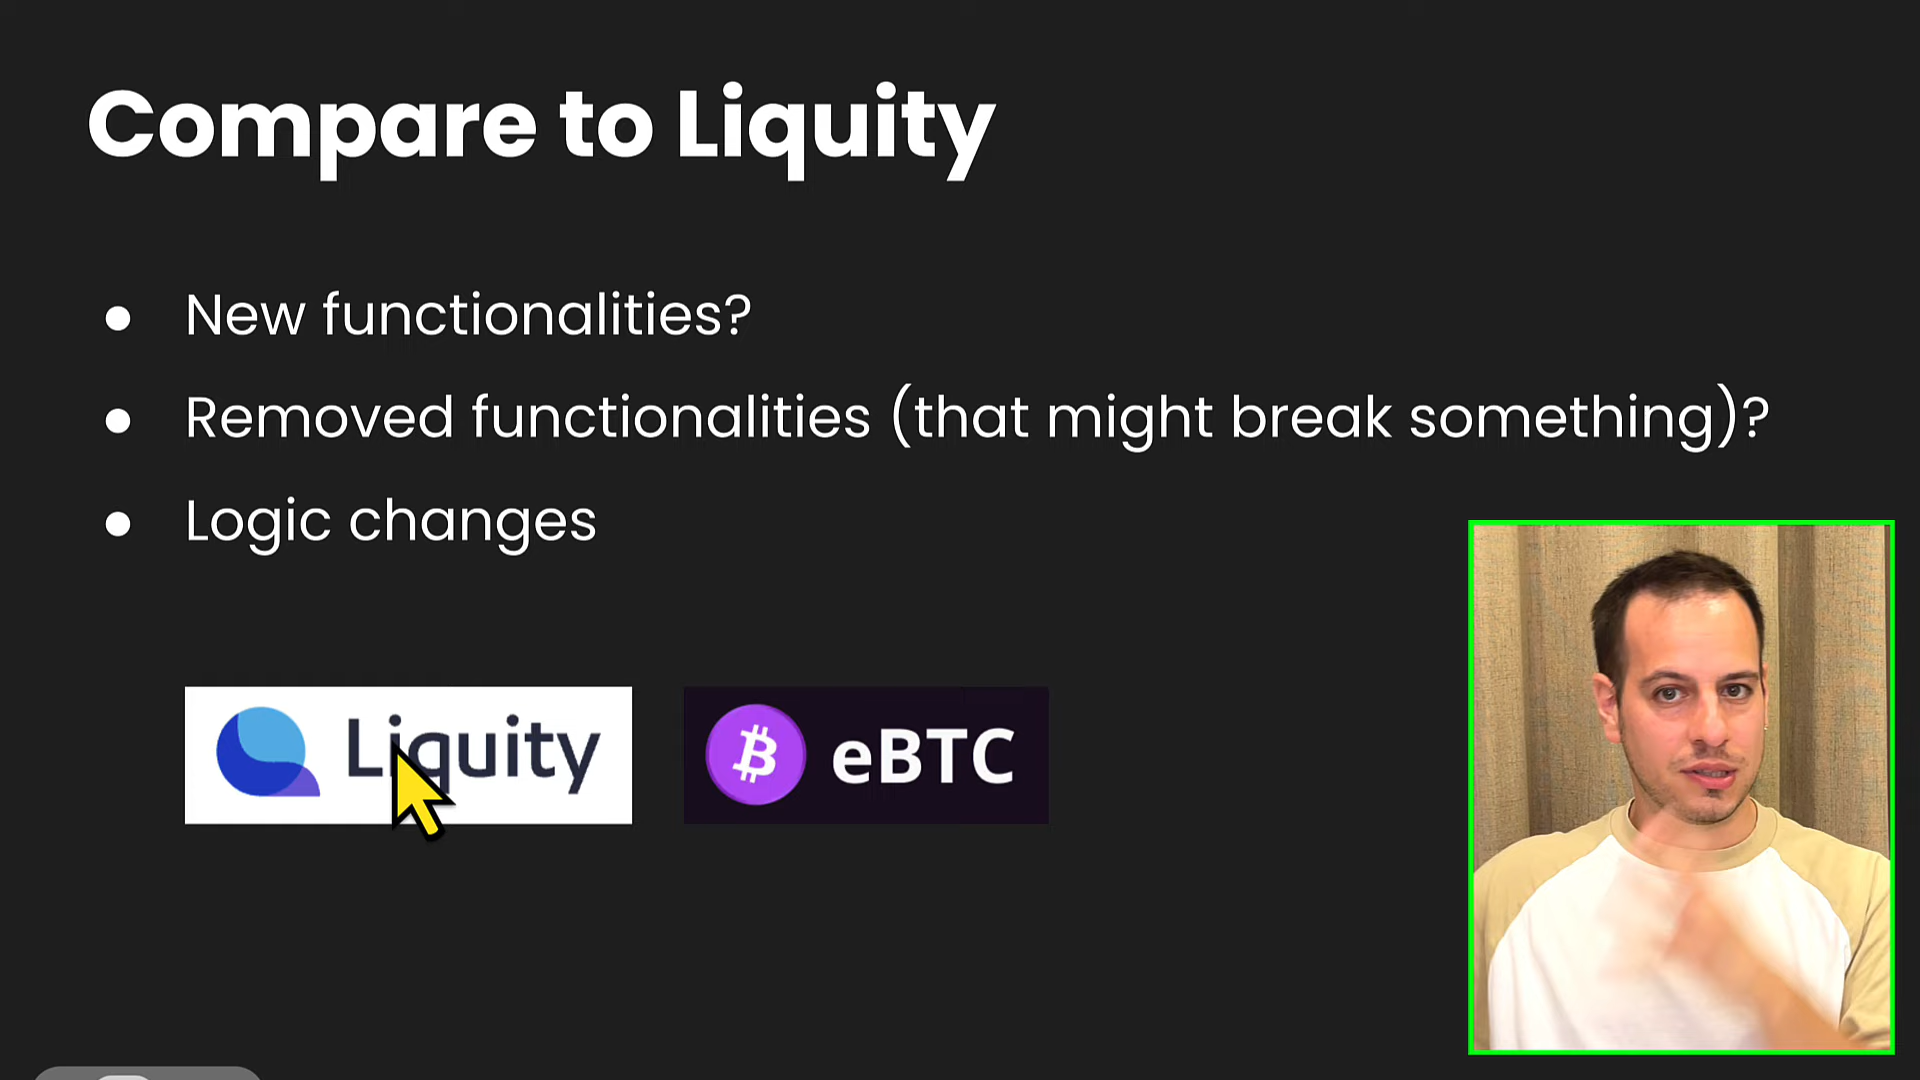 Compare to Liquity
New functionalities?
Removed functionalities (that might break something)?
Logic changes
Liquity
eBTC